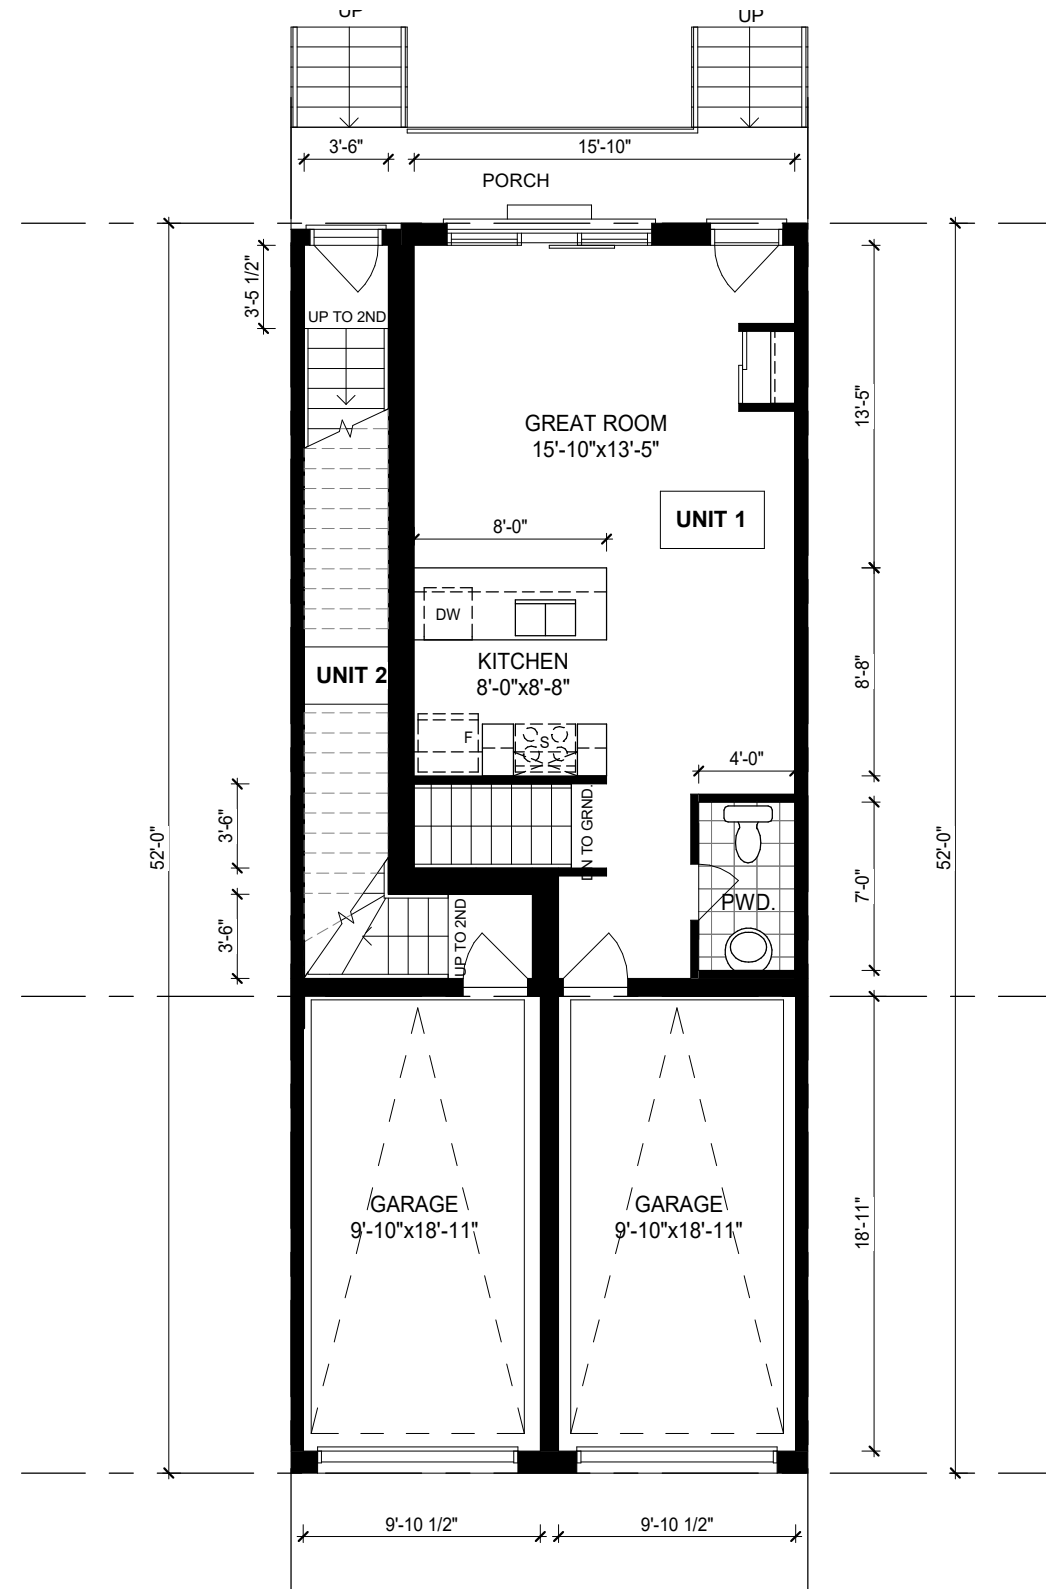 UP
UP
3'-6"
15'-10"
PORCH
3'-5 1/2"
UP TO 2ND
13'-5"
GREAT ROOM
15'-10"x13'-5"
UNIT 1
8'-0"
DW
KITCHEN
8'-0"x8'-8"
8'-8"
UNIT 2
F
S
4'-0"
3'-6"
DN TO GRND.
52'-0"
52'-0"
7'-0"
PWD.
3'-6"
UP TO 2ND
GARAGE
9'-10"x18'-11"
GARAGE
9'-10"x18'-11"
18'-11"
9'-10 1/2"
9'-10 1/2"